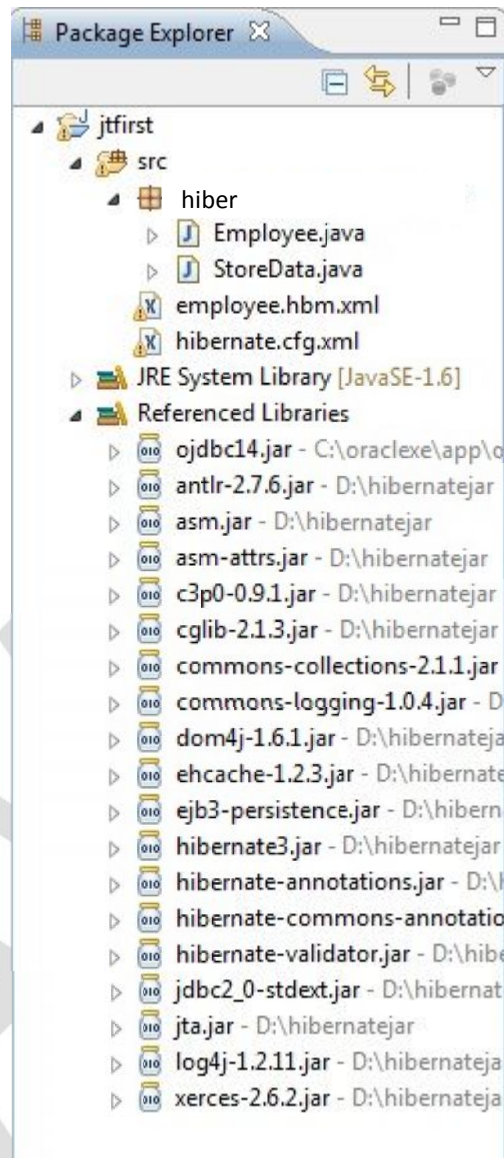 Package Explorer
jtfirst
src
hiber
Employee.java
StoreData.java
employee.hbm.xml
hibernate.cfg.xml
JRE System Library [JavaSE-1.6]
Referenced Libraries
ojdbc14.jar - C:\oraclexe\app\o
antlr-2.7.6.jar - D:\hibernatejar
asm.jar - D:\hibernatejar
asm-attrs.jar - D:\hibernatejar
c3p0-0.9.1.jar - D:\hibernatejar
cglib-2.1.3.jar - D:\hibernatejar
commons-collections-2.1.1.jar
commons-logging-1.0.4.jar - D
dom4j-1.6.1.jar - D:\hibernateja
ehcache-1.2.3.jar - D:\hibernate
ejb3-persistence.jar - D:\hibern
hibernate3.jar - D:\hibernatejar
hibernate-annotations.jar - D:\h
hibernate-commons-annotatio
hibernate-validator.jar - D:\hibe
jdbc2_0-stdext.jar - D:\hibernat
jta.jar - D:\hibernatejar
log4j-1.2.11.jar - D:\hibernateja
xerces-2.6.2.jar - D:\hibernateja